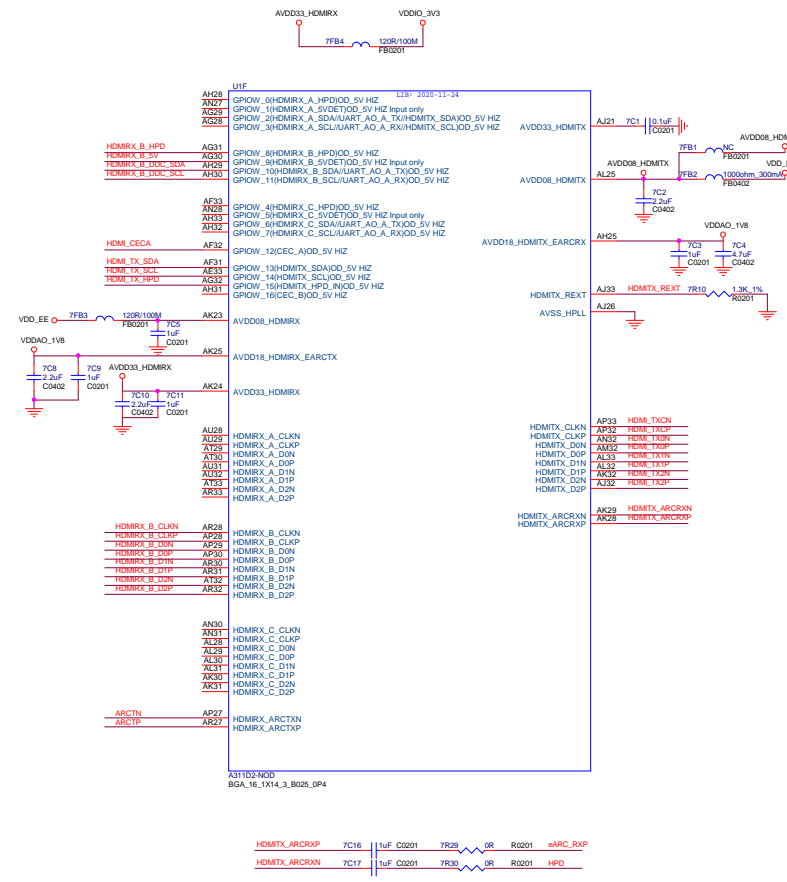 AVDD33_HDMIRX VDDIO_3V3
7FB4 120R/100M
FB0201
U1F
LIB: 2020-11-24
AH28 GPIOW_0(HDMIRX_A_HPD)OD_5V HIZ
AN27 GPIOW_1(HDMIRX_A_5VDET)OD_5V HIZ Input only
AG29 GPIOW_2(HDMIRX_A_SDA//UART_AO_A_TX//HDMITX_SDA)OD_5V HIZ
AG28 GPIOW_3(HDMIRX_A_SCL//UART_AO_A_RX//HDMITX_SCL)OD_5V HIZ
AVDD33_HDMITX AJ21 7C1 0.1uF
C0201
HDMIRX_B_HPD AG31 GPIOW_8(HDMIRX_B_HPD)OD_5V HIZ
HDMIRX_B_5V AG30 GPIOW_9(HDMIRX_B_5VDET)OD_5V HIZ Input only
HDMIRX_B_DDC_SDA AH29 GPIOW_10(HDMIRX_B_SDA//UART_AO_A_TX)OD_5V HIZ
HDMIRX_B_DDC_SCL AH30 GPIOW_11(HDMIRX_B_SCL//UART_AO_A_RX)OD_5V HIZ
AVDD08_HDM
7FB1 NC
FB0201
AVDD08_HDMITX VDD_
AVDD08_HDMITX AL25 7FB2 1000ohm_300mA
FB0402
7C2
2.2uF
C0402
AF33 GPIOW_4(HDMIRX_C_HPD)OD_5V HIZ
AN28 GPIOW_5(HDMIRX_C_5VDET)OD_5V HIZ Input only
AH33 GPIOW_6(HDMIRX_C_SDA//UART_AO_A_TX)OD_5V HIZ
AH32 GPIOW_7(HDMIRX_C_SCL//UART_AO_A_RX)OD_5V HIZ
VDDAO_1V8
AVDD18_HDMITX_EARCRX AH25
7C3 7C4
1uF 4.7uF
C0201 C0402
HDMI_CECA AF32 GPIOW_12(CEC_A)OD_5V HIZ
HDMI_TX_SDA AF31 GPIOW_13(HDMITX_SDA)OD_5V HIZ
HDMI_TX_SCL AE33 GPIOW_14(HDMITX_SCL)OD_5V HIZ
HDMI_TX_HPD AG32 GPIOW_15(HDMITX_HPD_IN)OD_5V HIZ
AH31 GPIOW_16(CEC_B)OD_5V HIZ
HDMITX_REXT AJ33 HDMITX_REXT 7R10 1.3K_1%
R0201
AVSS_HPLL AJ26
VDD_EE 7FB3 120R/100M AK23 AVDD08_HDMIRX
FB0201
7C5
1uF
C0201
VDDAO_1V8
AK25 AVDD18_HDMIRX_EARCTX
7C8 7C9
2.2uF 1uF
C0402 C0201
AVDD33_HDMIRX
AK24 AVDD33_HDMIRX
7C10 7C11
2.2uF 1uF
C0402 C0201
HDMITX_CLKN AP33 HDMI_TXCN
HDMITX_CLKP AP32 HDMI_TXCP
HDMITX_D0N AN32 HDMI_TX0N
HDMITX_D0P AM32 HDMI_TX0P
HDMITX_D1N AL33 HDMI_TX1N
HDMITX_D1P AL32 HDMI_TX1P
HDMITX_D2N AK32 HDMI_TX2N
HDMITX_D2P AJ32 HDMI_TX2P
AU28 HDMIRX_A_CLKN
AU29 HDMIRX_A_CLKP
AT29 HDMIRX_A_D0N
AT30 HDMIRX_A_D0P
AU31 HDMIRX_A_D1N
AU32 HDMIRX_A_D1P
AT33 HDMIRX_A_D2N
AR33 HDMIRX_A_D2P
HDMITX_ARCRXN AK29 HDMITX_ARCRXN
HDMITX_ARCRXP AK28 HDMITX_ARCRXP
HDMIRX_B_CLKN AR28 HDMIRX_B_CLKN
HDMIRX_B_CLKP AP28 HDMIRX_B_CLKP
HDMIRX_B_D0N AP29 HDMIRX_B_D0N
HDMIRX_B_D0P AP30 HDMIRX_B_D0P
HDMIRX_B_D1N AR30 HDMIRX_B_D1N
HDMIRX_B_D1P AR31 HDMIRX_B_D1P
HDMIRX_B_D2N AT32 HDMIRX_B_D2N
HDMIRX_B_D2P AR32 HDMIRX_B_D2P
AN30 HDMIRX_C_CLKN
AN31 HDMIRX_C_CLKP
AL28 HDMIRX_C_D0N
AL29 HDMIRX_C_D0P
AL30 HDMIRX_C_D1N
AL31 HDMIRX_C_D1P
AK30 HDMIRX_C_D2N
AK31 HDMIRX_C_D2P
ARCTN AP27 HDMIRX_ARCTXN
ARCTP AR27 HDMIRX_ARCTXP
A311D2-NOD
BGA_16_1X14_3_B025_0P4
HDMITX_ARCRXP 7C16 1uF C0201 7R29 0R R0201 eARC_RXP
HDMITX_ARCRXN 7C17 1uF C0201 7R30 0R R0201 HPD